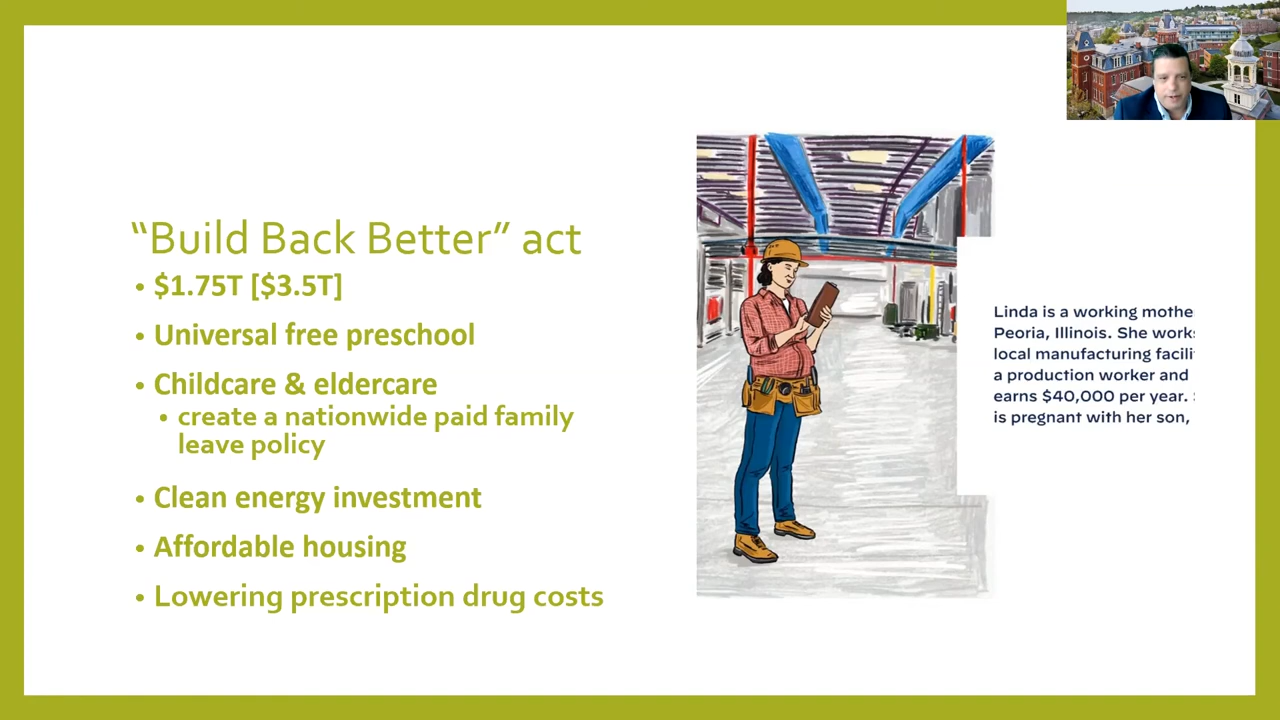 “Build Back Better” act
• $1.75T [$3.5T]
• Universal free preschool
• Childcare & eldercare
• create a nationwide paid family
leave policy
• Clean energy investment
• Affordable housing
• Lowering prescription drug costs
Linda is a working mothe
Peoria, Illinois. She works
local manufacturing facili
a production worker and
earns $40,000 per year.
is pregnant with her son,